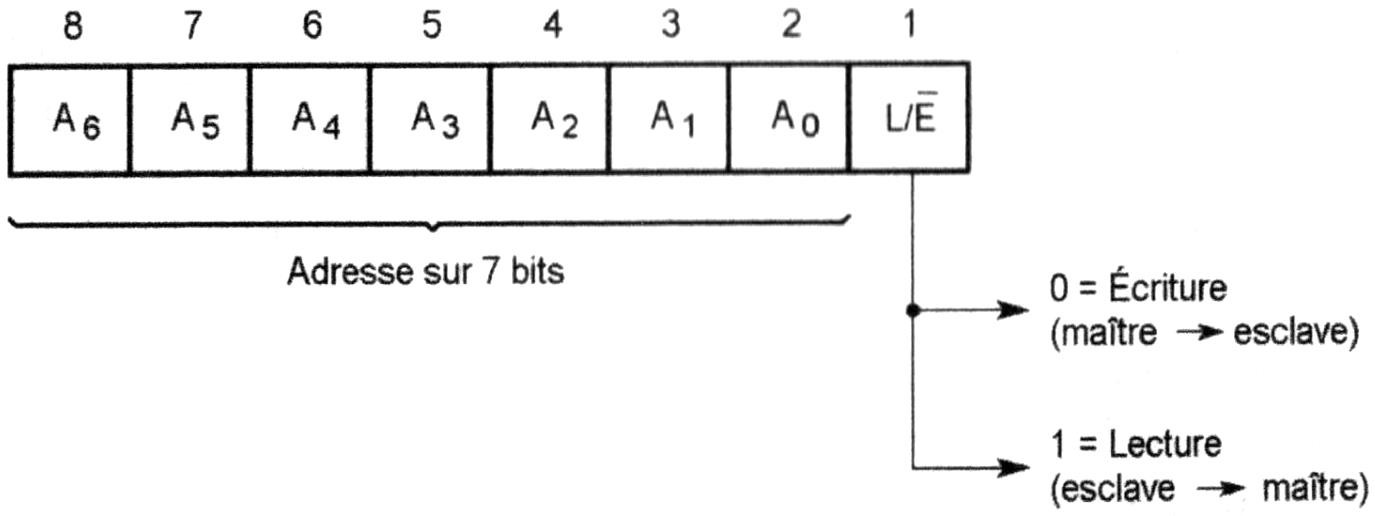 8 7 6 5 4 3 2 1
A6 A5 A4 A3 A2 A1 A0 L/E̅
Adresse sur 7 bits
0 = Écriture
(maître → esclave)
1 = Lecture
(esclave → maître)